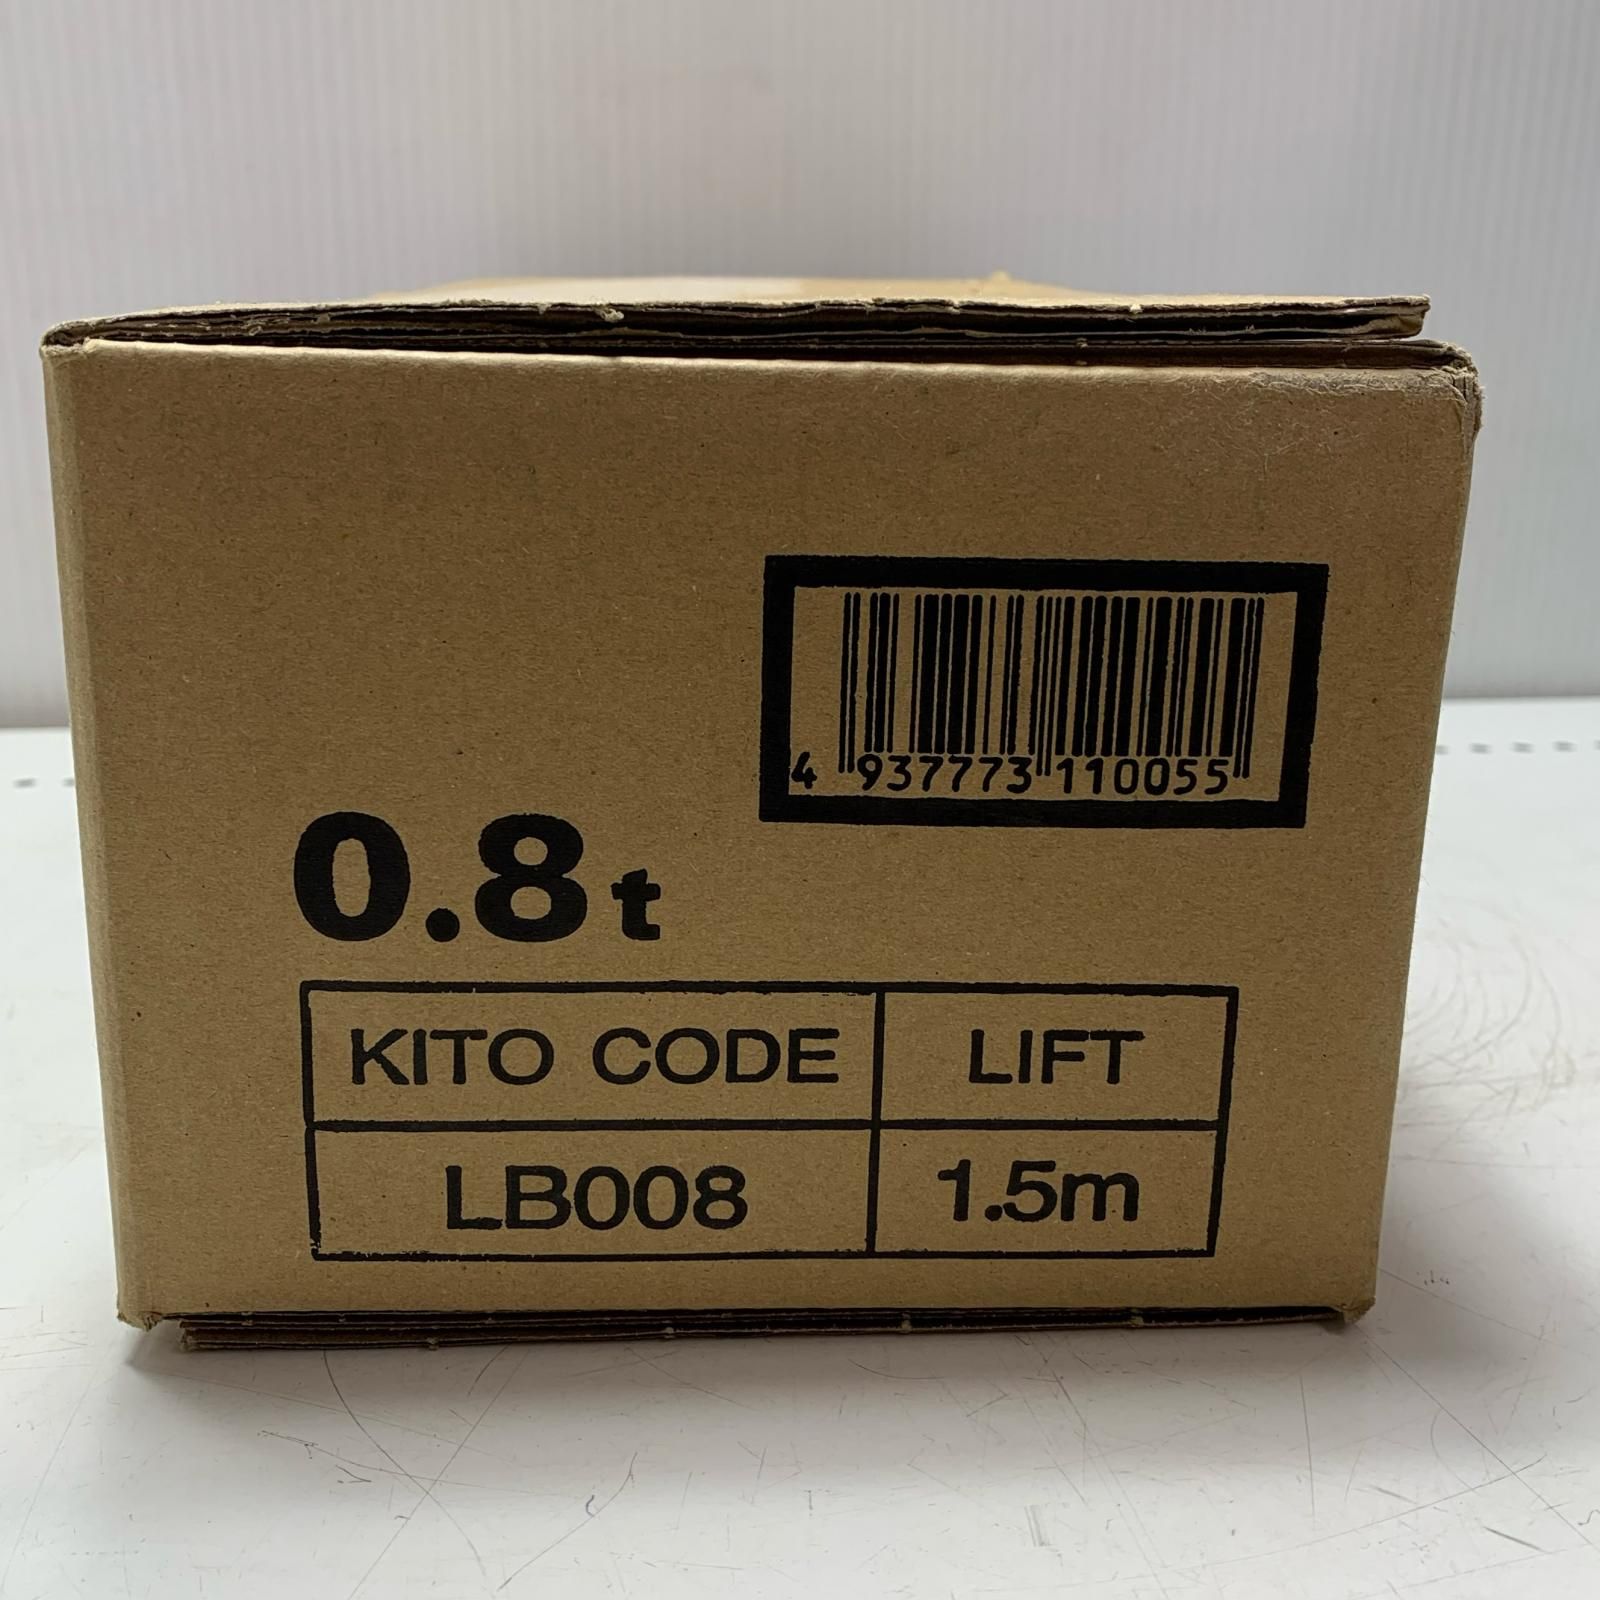 4 937773 110055
0.8t
KITO CODE LIFT
LB008 1.5m